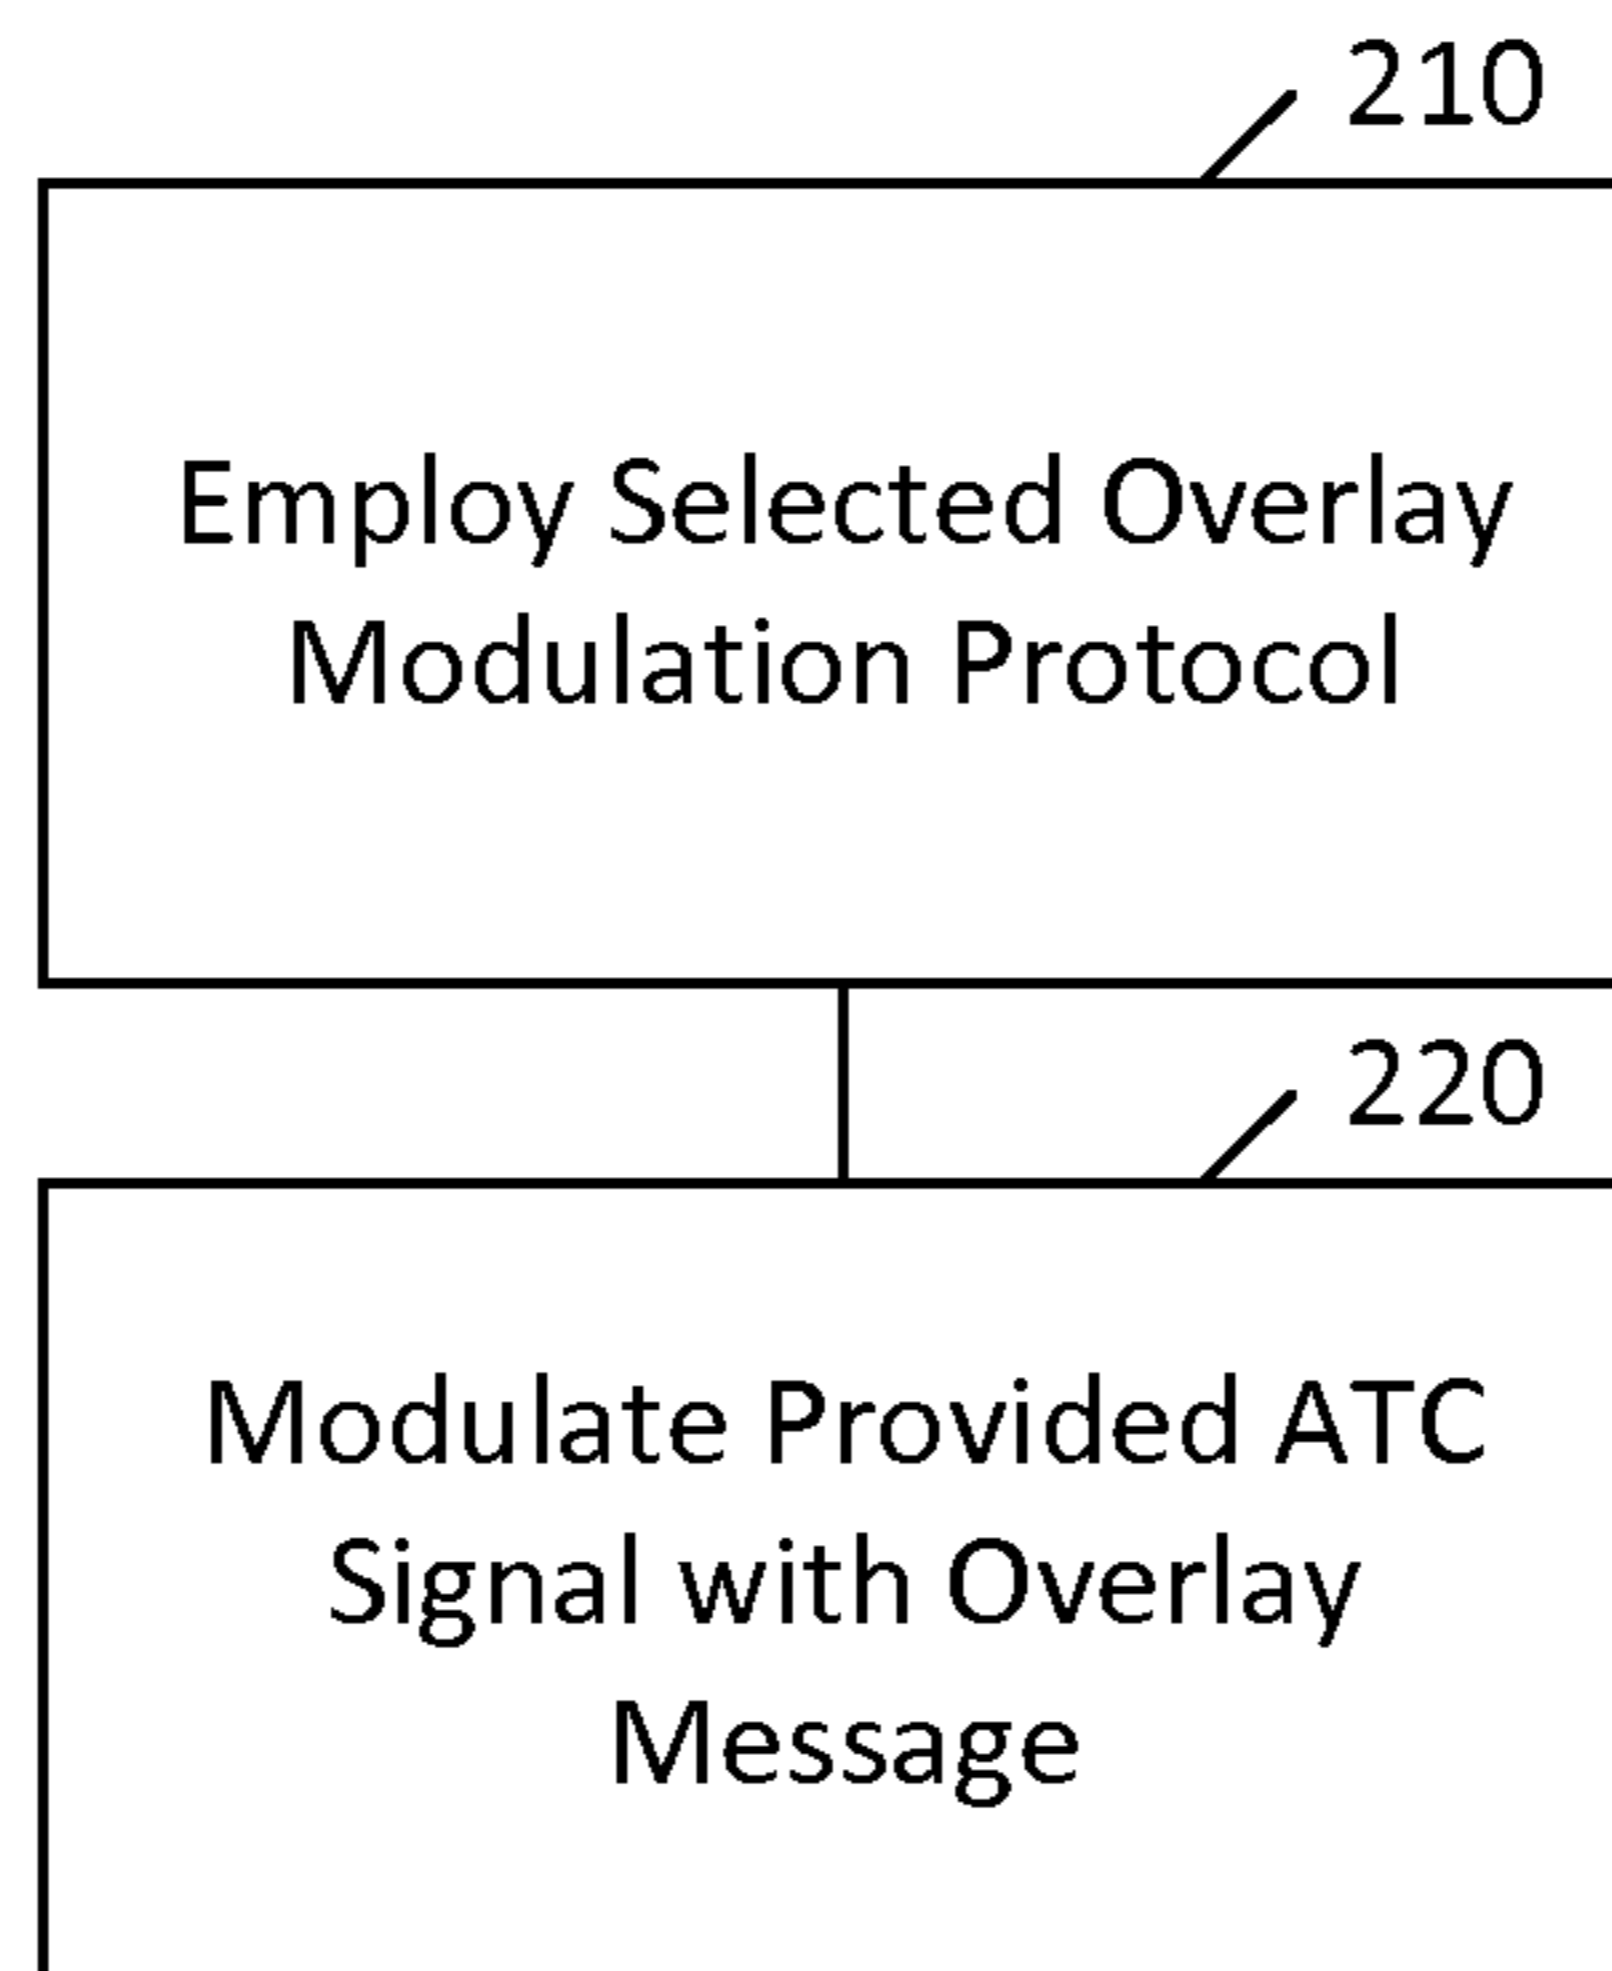 210
Employ Selected Overlay
Modulation Protocol
220
Modulate Provided ATC
Signal with Overlay
Message